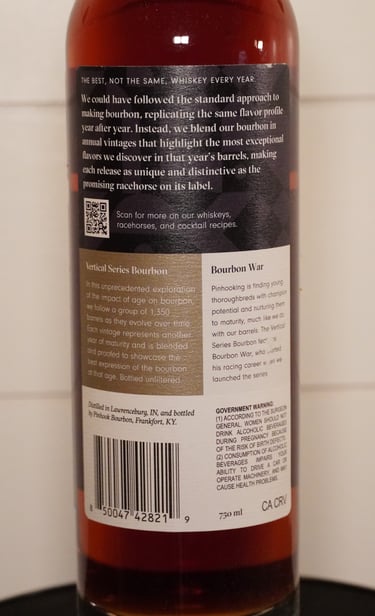 THE BEST, NOT THE SAME, WHISKEY EVERY YEAR.
We could have followed the standard approach to
making bourbon, replicating the same flavor profile
year after year. Instead, we blend our bourbon in
annual vintages that highlight the most exceptional
flavors we discover in that year's barrels, making
each release as unique and distinctive as the
promising racehorse on its label.
Scan for more on our whiskeys,
racehorses, and cocktail recipes.
Vertical Series Bourbon
In this unprecedented exploration
of the impact of age on bourbon,
we follow a group of 1,350
barrels as they evolve over time.
Each vintage represents another
year of maturity and is blended
and proofed to showcase the
best expression of the bourbon
at that age. Bottled unfiltered.
Bourbon War
Pinhooking is finding young
thoroughbreds with champion
potential and nurturing them
to maturity, much like we do
with our barrels. The Vertical
Series Bourbon
Bourbon War, who
his racing career we
launched the series
Distilled in Lawrenceburg, IN, and bottled
by Pinhook Bourbon, Frankfort, KY.
GOVERNMENT WARNING:
(1) ACCORDING TO THE SURGEON
GENERAL, WOMEN SHOULD NOT
DRINK ALCOHOLIC BEVERAGES
DURING PREGNANCY BECAUSE
OF THE RISK OF BIRTH DEFECTS.
(2) CONSUMPTION OF ALCOHOLIC
BEVERAGES IMPAIRS YOUR
ABILITY TO DRIVE A CAR OR
OPERATE MACHINERY, AND MAY
CAUSE HEALTH PROBLEMS.
8 50047 42821 9
750 ml
CA CRV